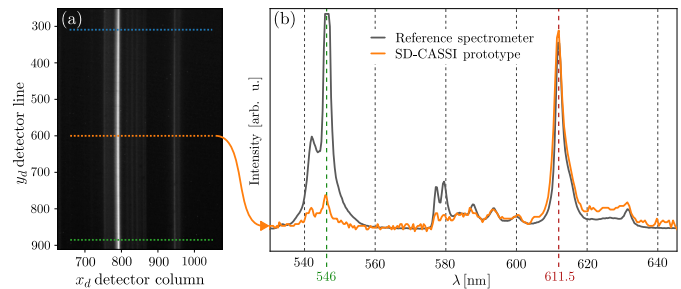 (a)
(b)
Reference spectrometer
SD-CASSI prototype
300
400
500
600
700
800
900
y_d detector line
700 800 900 1000
x_d detector column
Intensity [arb. u.]
540 560 580 600 620 640
546
611.5
λ [nm]